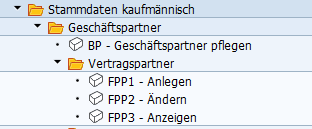 Stammdaten kaufmännisch
Geschäftspartner
BP - Geschäftspartner pflegen
Vertragspartner
FPP1 - Anlegen
FPP2 - Ändern
FPP3 - Anzeigen